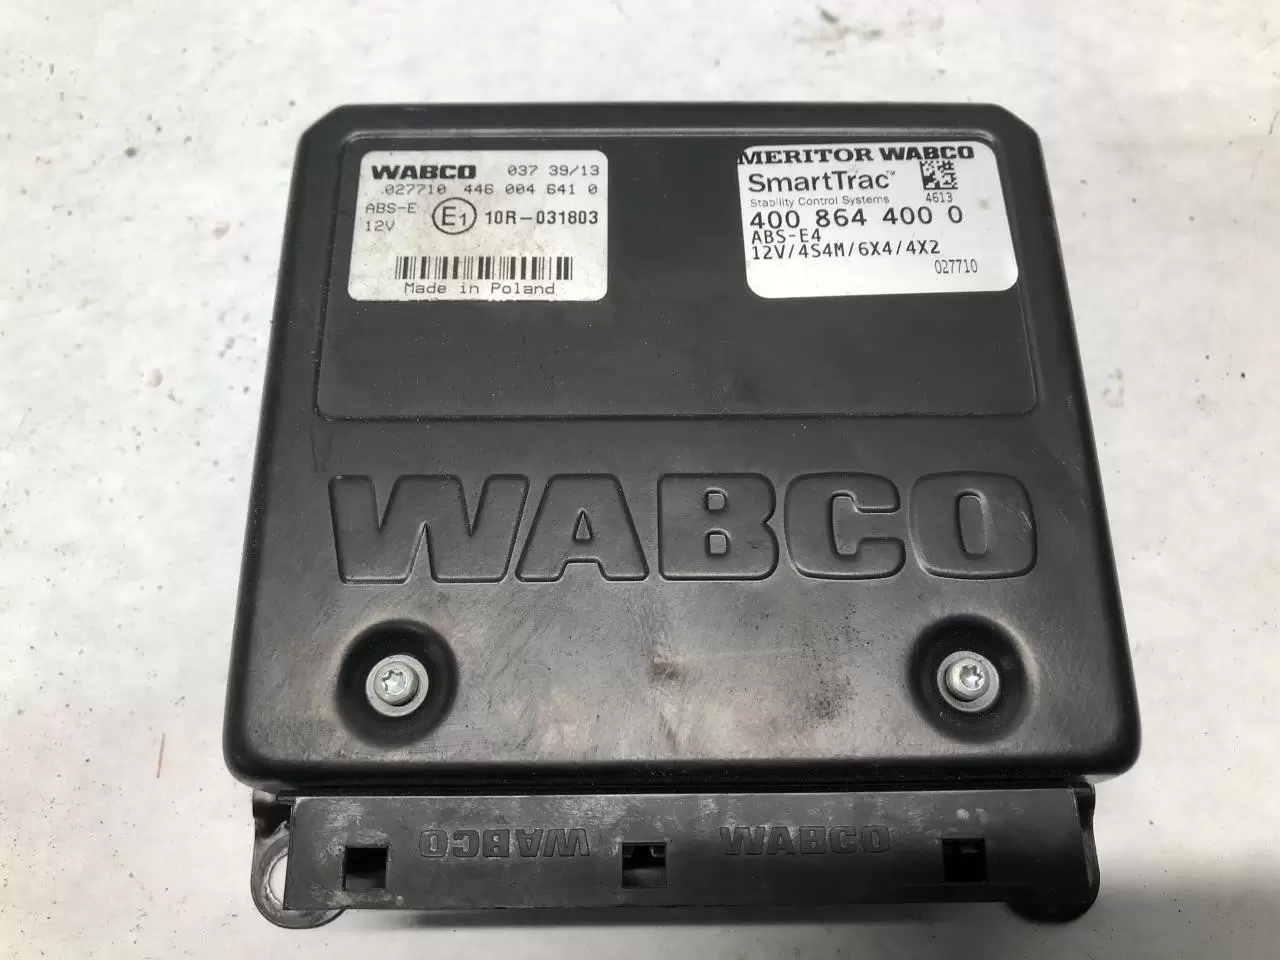 WABCO 037 39/13
027710 446 004 641 0
ABS-E
12V
E1 10R-031803
Made in Poland
MERITOR WABCO
SmartTrac™
Stability Control Systems 4613
400 864 400 0
ABS-E4
12V/4S4M/6X4/4X2
027710
WABCO
WABCO
WABCO